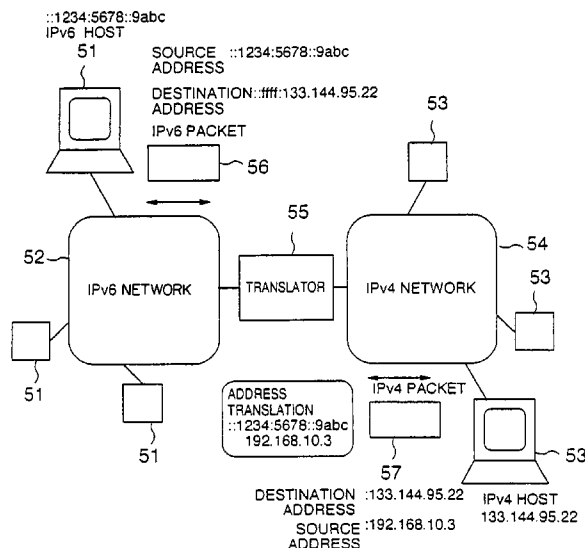 ::1234:5678::9abc
IPv6 HOST
51
SOURCE ::1234:5678::9abc
ADDRESS
DESTINATION::ffff:133.144.95.22
ADDRESS
IPv6 PACKET
56
53
52
IPv6 NETWORK
55
TRANSLATOR
54
IPv4 NETWORK
53
51
51
ADDRESS
TRANSLATION
::1234:5678::9abc
192.168.10.3
IPv4 PACKET
57
53
DESTINATION :133.144.95.22
ADDRESS
SOURCE :192.168.10.3
ADDRESS
IPv4 HOST
133.144.95.22